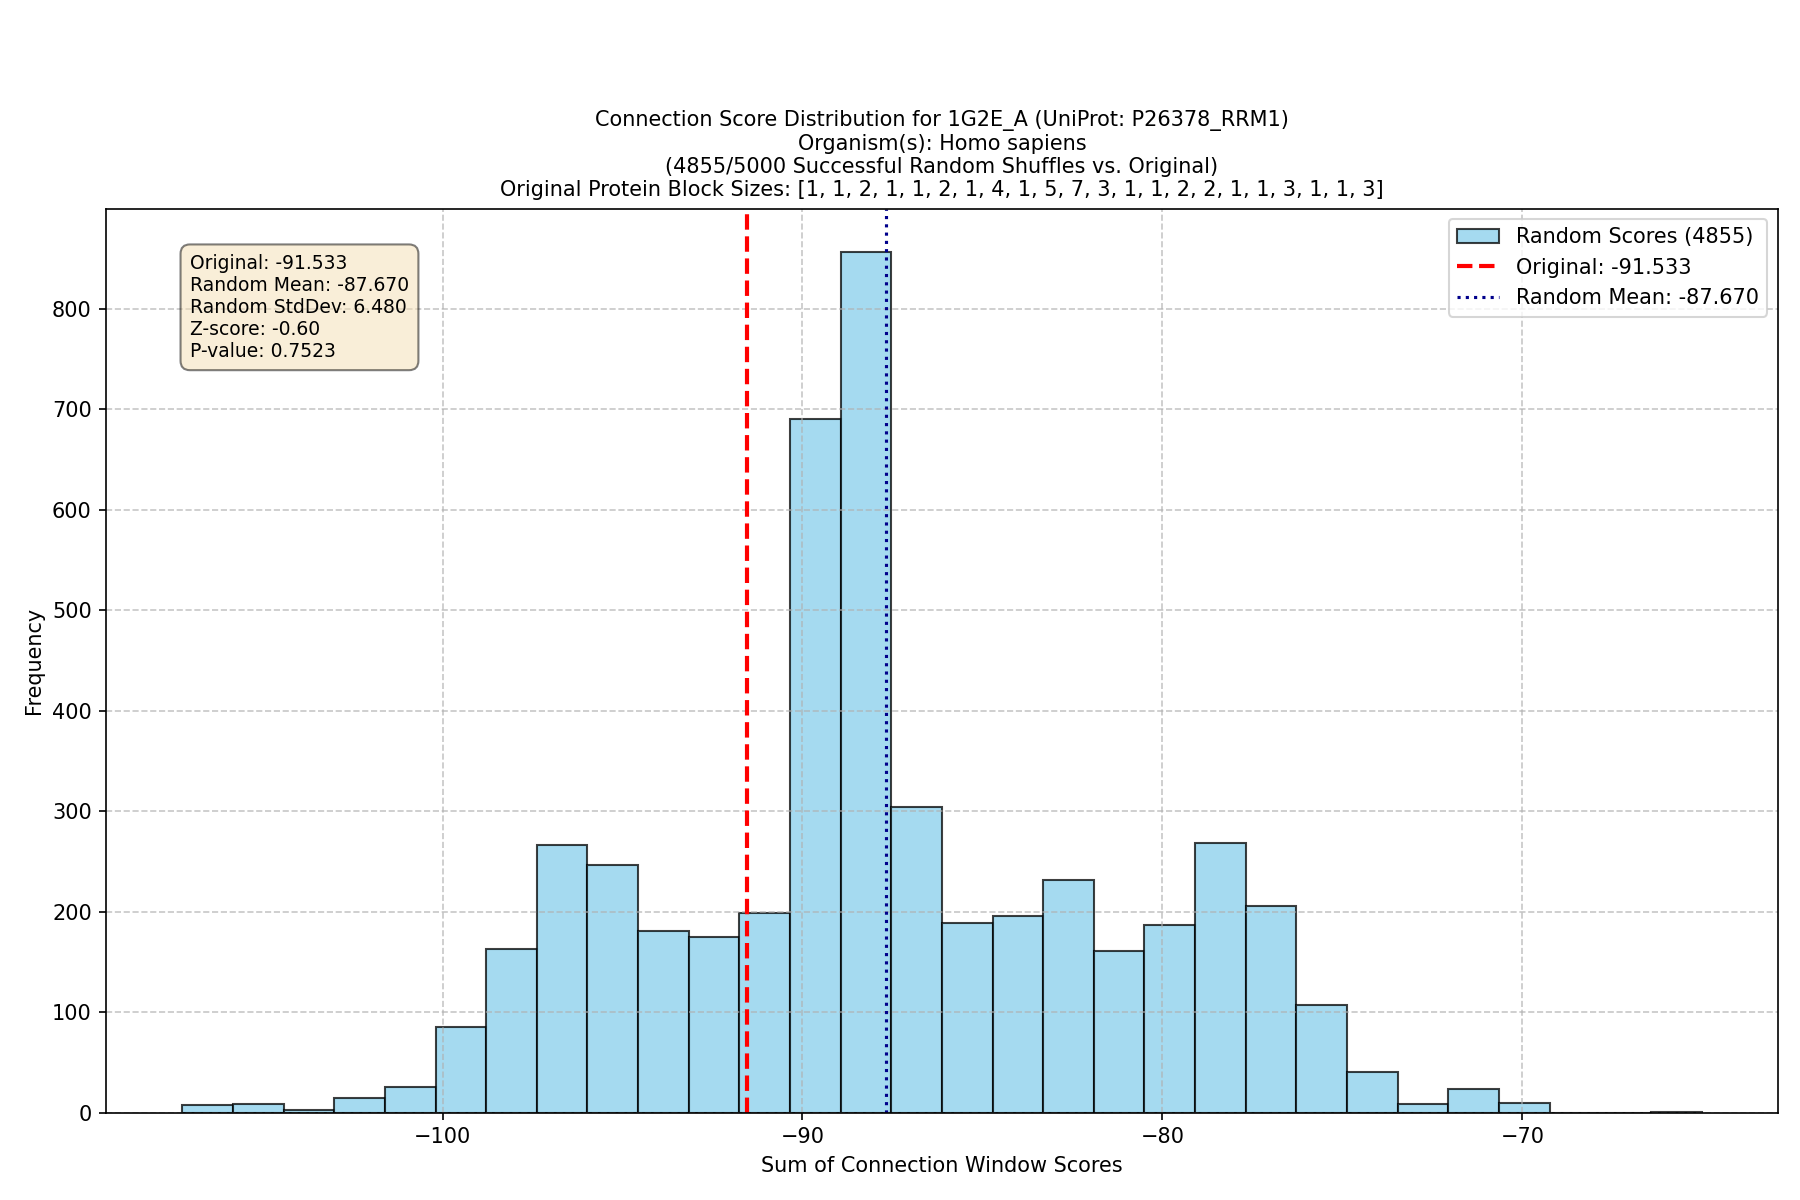 Connection Score Distribution for 1G2E_A (UniProt: P26378_RRM1)
Organism(s): Homo sapiens
(4855/5000 Successful Random Shuffles vs. Original)
Original Protein Block Sizes: [1, 1, 2, 1, 1, 2, 1, 4, 1, 5, 7, 3, 1, 1, 2, 2, 1, 1, 3, 1, 1, 3]
Original: -91.533
Random Mean: -87.670
Random StdDev: 6.480
Z-score: -0.60
P-value: 0.7523
Random Scores (4855)
Original: -91.533
Random Mean: -87.670
800
700
600
500
400
300
200
100
0
Frequency
−100
−90
−80
−70
Sum of Connection Window Scores